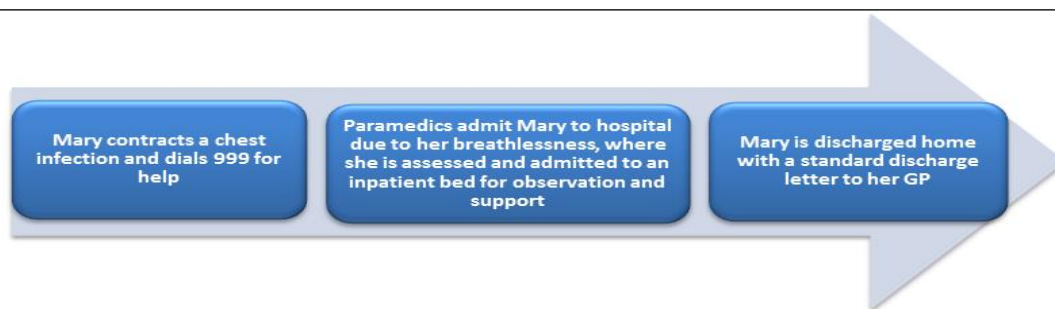 Mary contracts a chest
infection and dials 999 for
help
Paramedics admit Mary to hospital
due to her breathlessness, where
she is assessed and admitted to an
inpatient bed for observation and
support
Mary is discharged home
with a standard discharge
letter to her GP